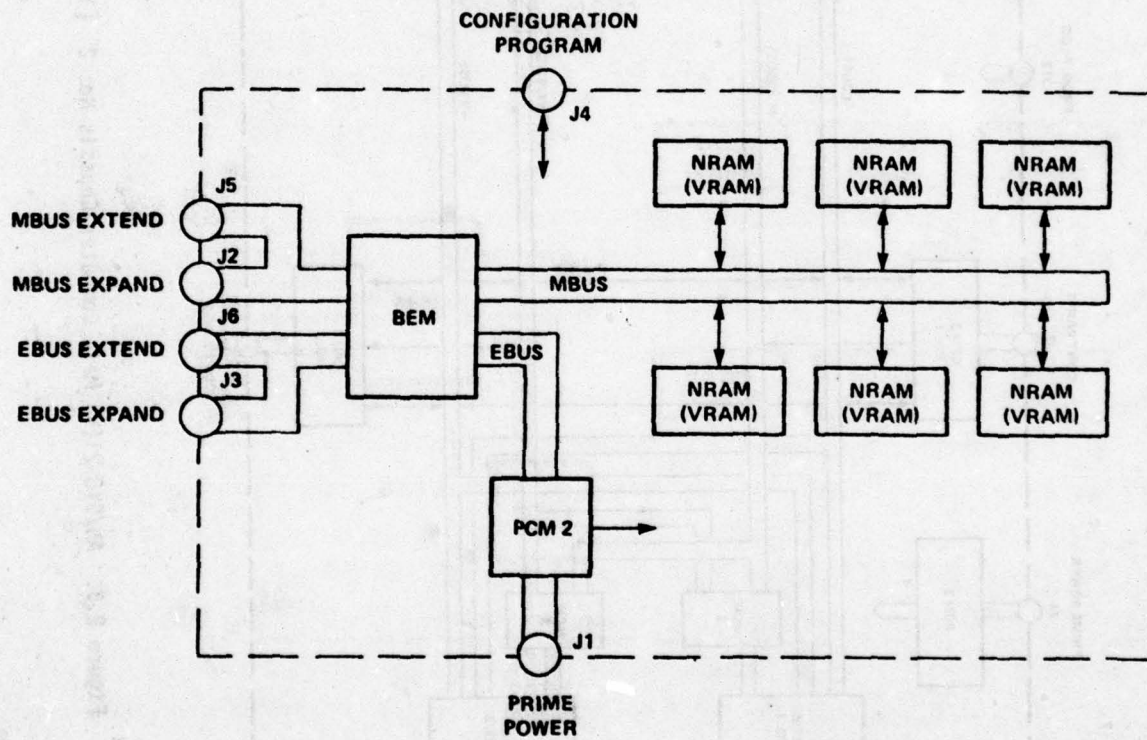 CONFIGURATION
PROGRAM
J4
J5
MBUS EXTEND
J2
MBUS EXPAND
J6
EBUS EXTEND
J3
EBUS EXPAND
BEM
MBUS
EBUS
NRAM
(VRAM)
NRAM
(VRAM)
NRAM
(VRAM)
NRAM
(VRAM)
NRAM
(VRAM)
NRAM
(VRAM)
PCM 2
J1
PRIME
POWER